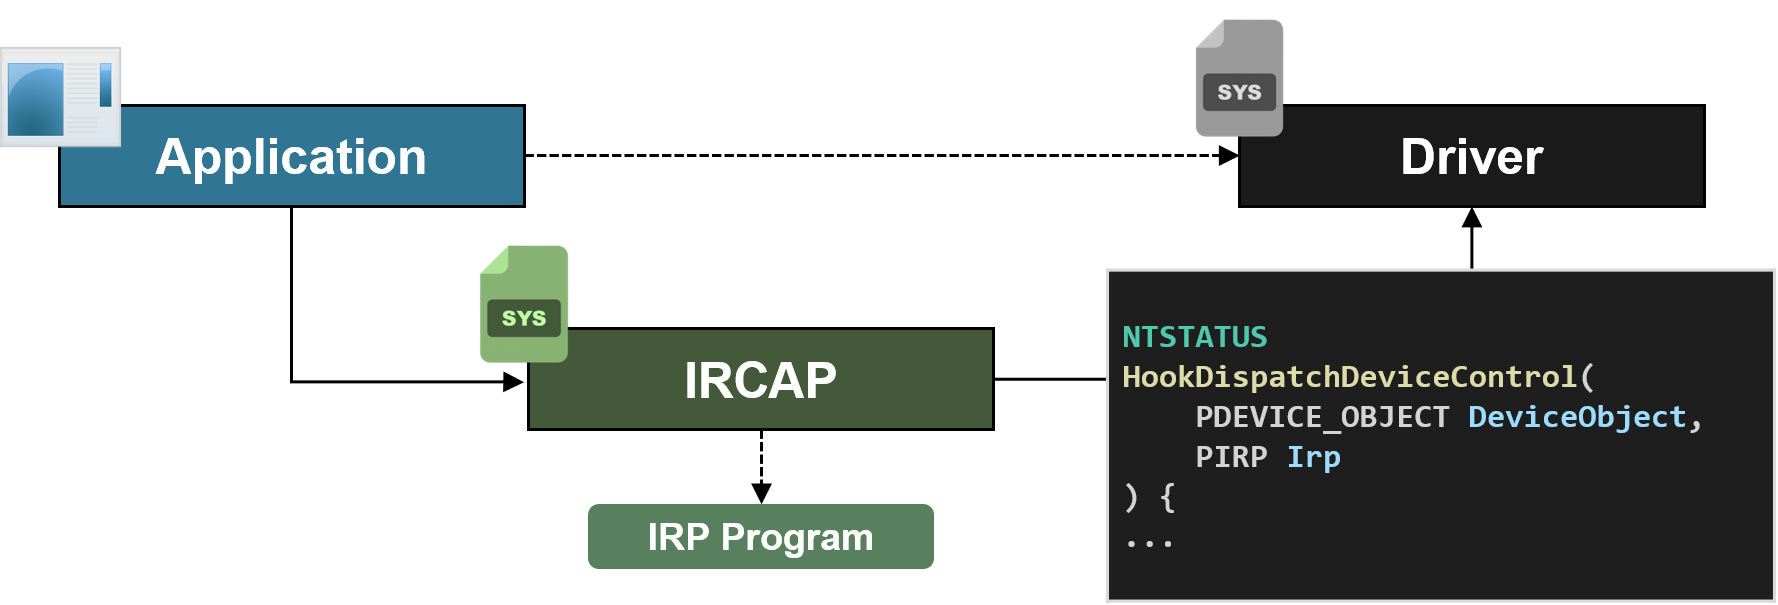 SYS
Application
Driver
SYS
IRCAP
IRP Program
NTSTATUS
HookDispatchDeviceControl(
    PDEVICE_OBJECT DeviceObject,
    PIRP Irp
) {
...